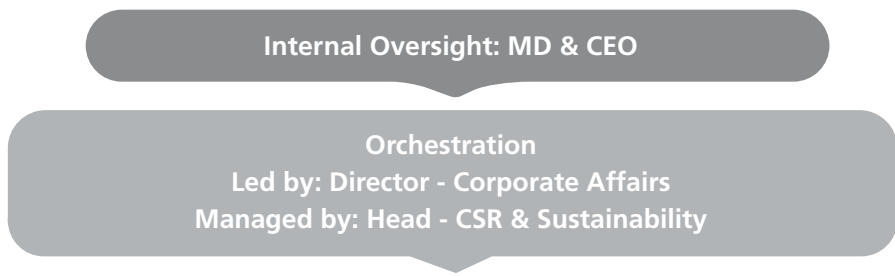 Internal Oversight: MD & CEO
Orchestration
Led by: Director - Corporate Affairs
Managed by: Head - CSR & Sustainability